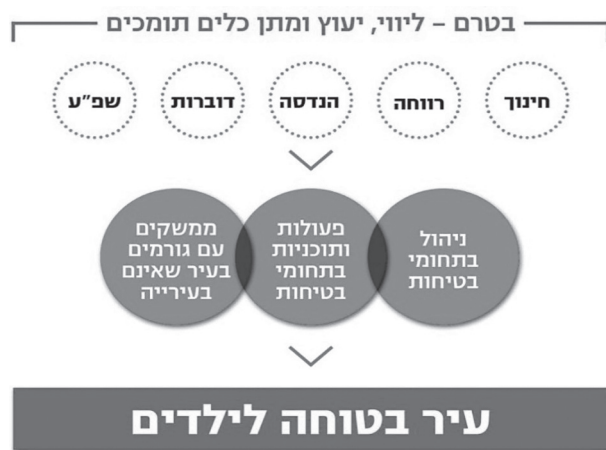 בטרם – ליווי, יעוץ ומתן כלים תומכים
חינוך
רווחה
הנדסה
דוברות
שפ"ע
ניהול
בתחומי
בטיחות
פעולות
ותוכניות
בתחומי
בטיחות
ממשקים
עם גורמים
בעיר שאינם
בעירייה
עיר בטוחה לילדים